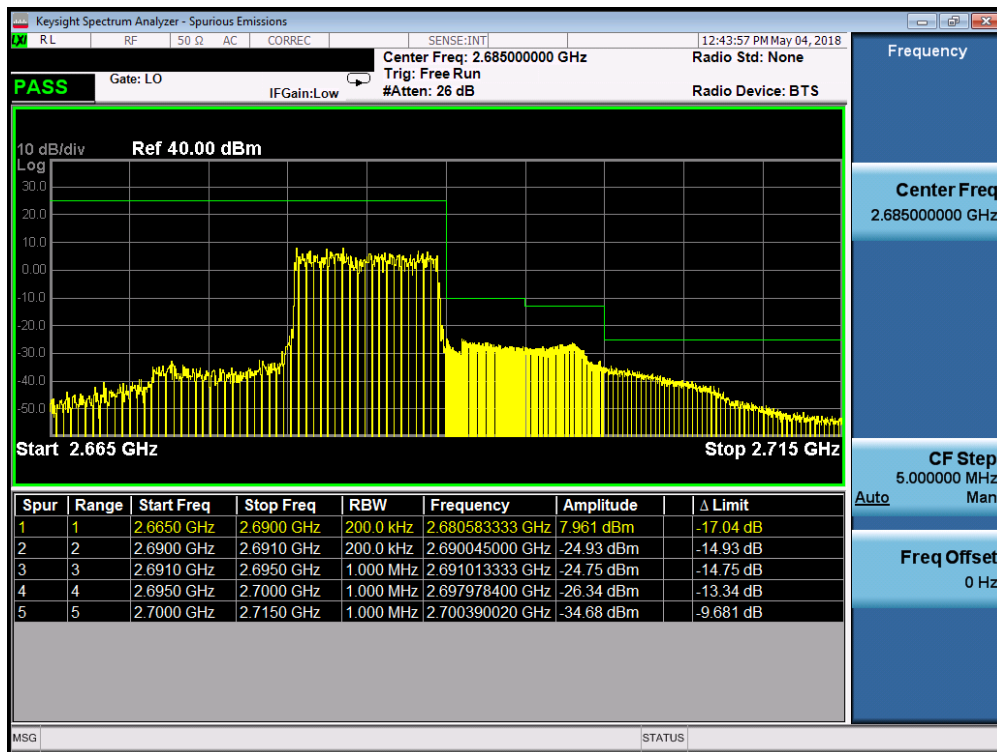 Keysight Spectrum Analyzer - Spurious Emissions
LXI RL RF 50 Ω AC CORREC SENSE:INT 12:43:57 PM May 04, 2018
Center Freq: 2.685000000 GHz Radio Std: None
Trig: Free Run
PASS Gate: LO IFGain:Low #Atten: 26 dB Radio Device: BTS
Frequency
10 dB/div Ref 40.00 dBm
Log
30.0
20.0
10.0
0.00
-10.0
-20.0
-30.0
-40.0
-50.0
Start 2.665 GHz Stop 2.715 GHz
Center Freq
2.685000000 GHz
CF Step
5.000000 MHz
Auto Man
Freq Offset
0 Hz
Spur Range Start Freq Stop Freq RBW Frequency Amplitude Δ Limit
1 1 2.6650 GHz 2.6900 GHz 200.0 kHz 2.680583333 GHz 7.961 dBm -17.04 dB
2 2 2.6900 GHz 2.6910 GHz 200.0 kHz 2.690045000 GHz -24.93 dBm -14.93 dB
3 3 2.6910 GHz 2.6950 GHz 1.000 MHz 2.691013333 GHz -24.75 dBm -14.75 dB
4 4 2.6950 GHz 2.7000 GHz 1.000 MHz 2.697978400 GHz -26.34 dBm -13.34 dB
5 5 2.7000 GHz 2.7150 GHz 1.000 MHz 2.700390020 GHz -34.68 dBm -9.681 dB
MSG STATUS